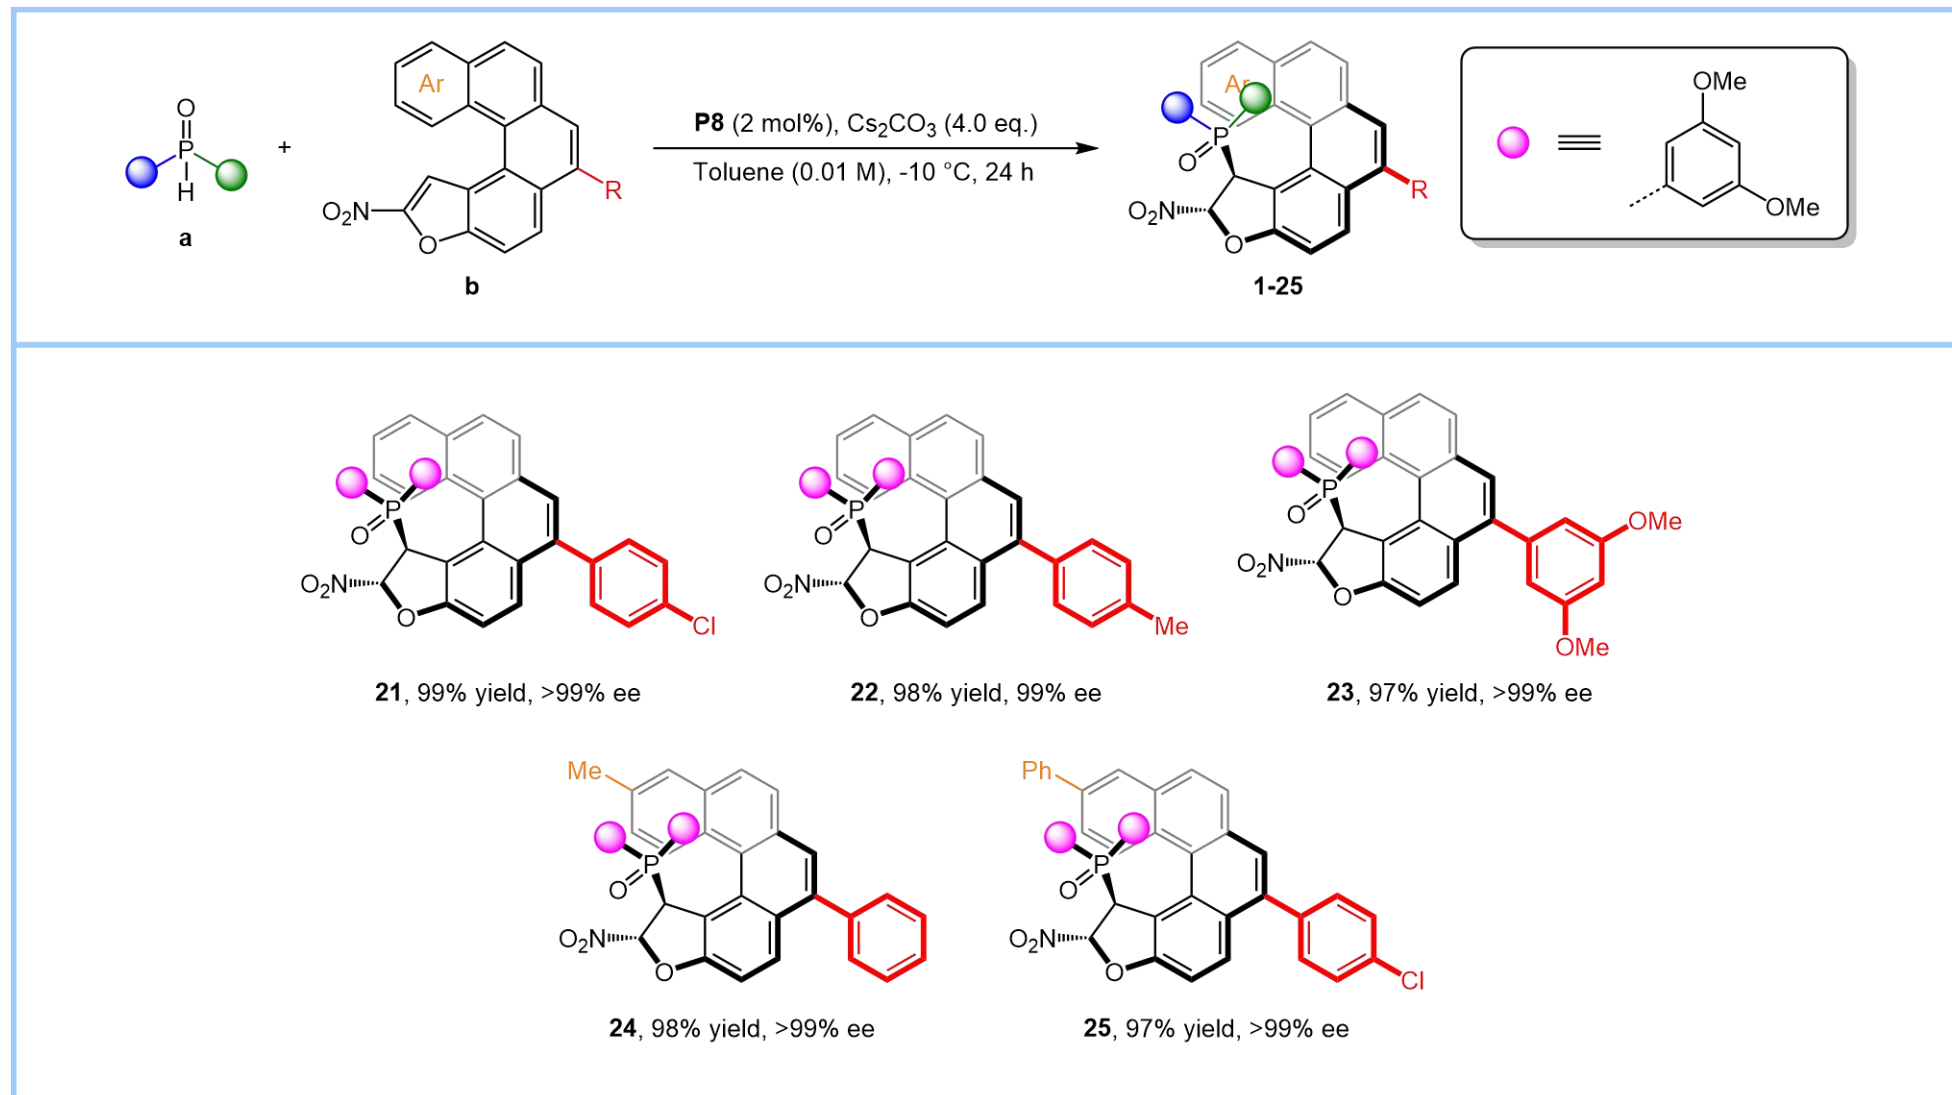 O
P
H
a
+
Ar
R
O₂N
O
b
P8 (2 mol%), Cs₂CO₃ (4.0 eq.)
Toluene (0.01 M), -10 °C, 24 h
Ar
P
O
R
O₂N
O
1-25
OMe
OMe
P
O
O₂N
O
Cl
21, 99% yield, >99% ee
P
O
O₂N
O
Me
22, 98% yield, 99% ee
P
O
O₂N
O
OMe
OMe
23, 97% yield, >99% ee
Me
P
O
O₂N
O
24, 98% yield, >99% ee
Ph
P
O
O₂N
O
Cl
25, 97% yield, >99% ee